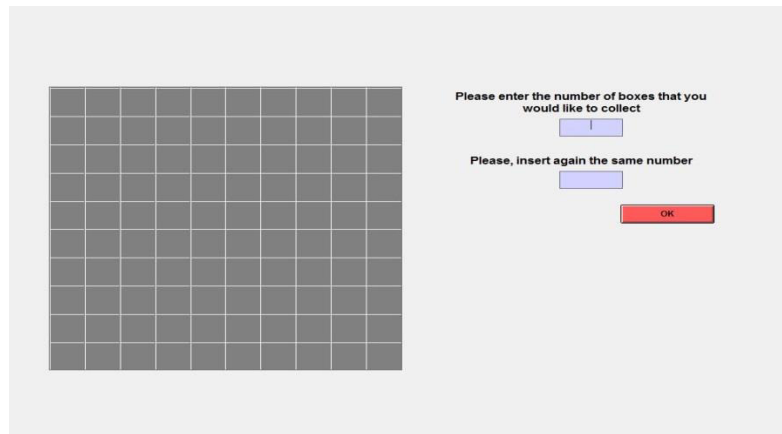 Please enter the number of boxes that you
would like to collect
Please, insert again the same number
OK